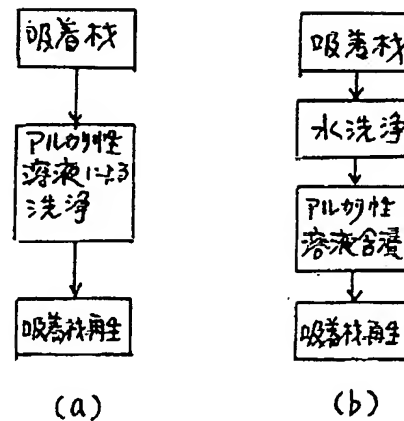 吸着材
アルカリ性
溶液による
洗浄
吸着材再生
(a)
吸着材
水洗浄
アルカリ性
溶液含浸
吸着材再生
(b)